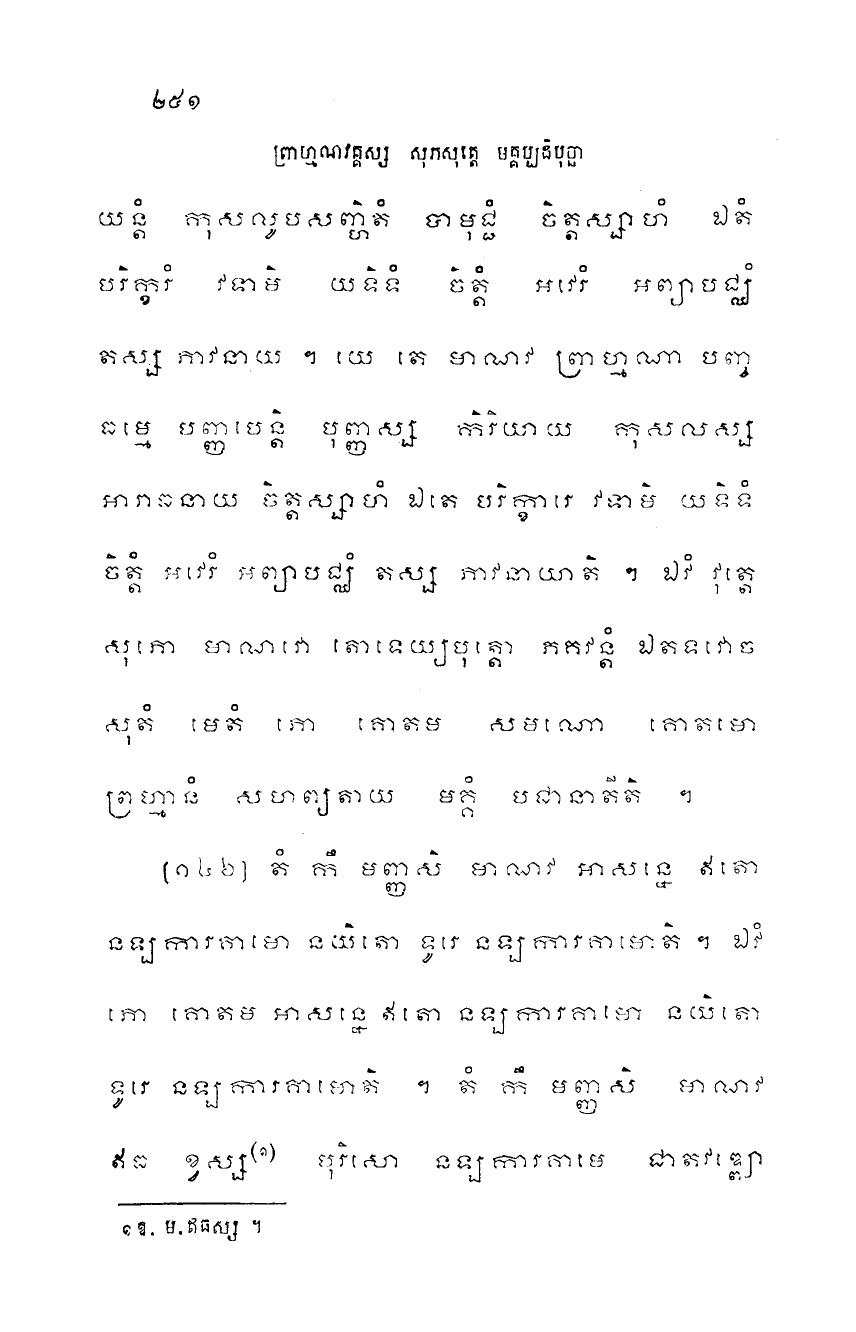 ២៥១
ព្រាហ្មណវគ្គស្ស សុភសុត្តេ មគ្គប្បដិបុច្ឆា
យន្តំ កុសលូបសញ្ហិតំ បាមុជ្ជំ ចិត្តស្សាហំ ឯតំ
បរិក្ខារំ វទាមិ យទិទំ ចិត្តំ អវេរំ អព្យាបជ្ឈំ
តស្ស ភាវនាយ ។ យេ តេ មាណវ ព្រាហ្មណា បញ្ច
ធម្មេ បញ្ញបេន្តិ បុញ្ញស្ស កិរិយាយ កុសលស្ស
អារាធនាយ ចិត្តស្សាហំ ឯតេ បរិក្ខារេ វទាមិ យទិទំ
ចិត្តំ អវេរំ អព្យាបជ្ឈំ តស្ស ភាវនាយាតិ ។ ឯវំ វុត្តេ
សុភោ មាណវោ តោទេយ្យបុត្តោ ភគវន្តំ ឯតទវោច
សុតំ មេតំ ភោ គោតម សមណោ គោតមោ
ព្រហ្មានំ សហព្យតាយ មគ្គំ បជានាតីតិ ។
[១៤៦] តំ កឹ មញ្ញសិ មាណវ អាសន្នេ ឥតោ
នឡការគាមោ នយិតោ ទូរេ នឡការគាមោតិ ។ ឯវំ
ភោ គោតម អាសន្នេ ឥតោ នឡការគាមោ នយិតោ
ទូរេ នឡការគាមោតិ ។ តំ កឹ មញ្ញសិ មាណវ
ឥធ ខ្វស្ស(១) បុរិសោ នឡការគាមេ ជាតវឌ្ឍោ
១ ឱ. ម. ឥធស្ស ។